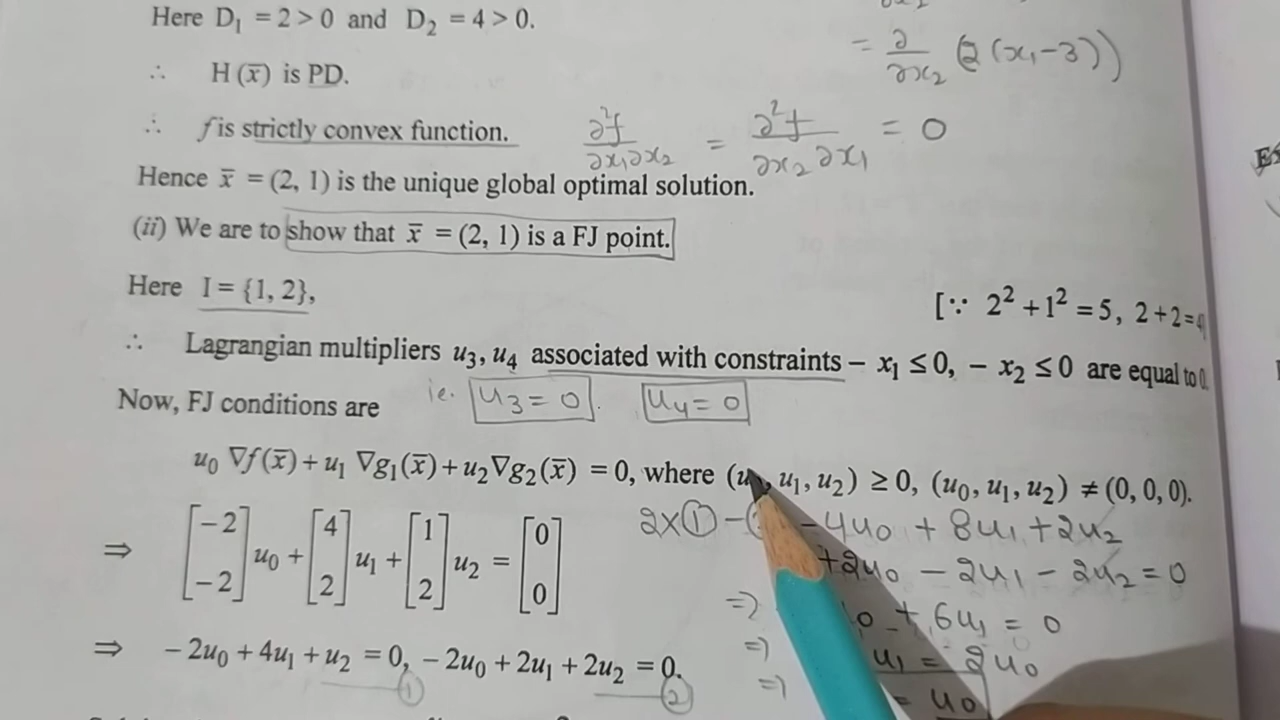 Here D₁ = 2 > 0 and D₂ = 4 > 0.
= ∂/∂x₂ (2 (x₁-3))
∴ H (x̄) is PD.
∴ f is strictly convex function.
∂²f/∂x₁∂x₂ = ∂²f/∂x₂∂x₁ = 0
Hence x̄ = (2, 1) is the unique global optimal solution.
(ii) We are to show that x̄ = (2, 1) is a FJ point.
Here I = {1, 2},
[∵ 2² + 1² = 5, 2+2=4
∴ Lagrangian multipliers u₃, u₄ associated with constraints – x₁ ≤ 0, – x₂ ≤ 0 are equal to 0.
ie. u₃ = 0. u₄ = 0
Now, FJ conditions are
u₀ ∇f(x̄) + u₁ ∇g₁(x̄) + u₂∇g₂(x̄) = 0, where (u , u₁, u₂) ≥ 0, (u₀, u₁, u₂) ≠ (0, 0, 0).
2×① – -4u₀ + 8u₁ + 2u₂
⇒ [-2 -2] u₀ + [4 2] u₁ + [1 2] u₂ = [0 0]
+2u₀ – 2u₁ – 2u₂ = 0
⇒ + 6u₁ = 0
⇒ – 2u₀ + 4u₁ + u₂ = 0, – 2u₀ + 2u₁ + 2u₂ = 0.
⇒ u₁ = 2u₀
① ②
⇒ = u₀